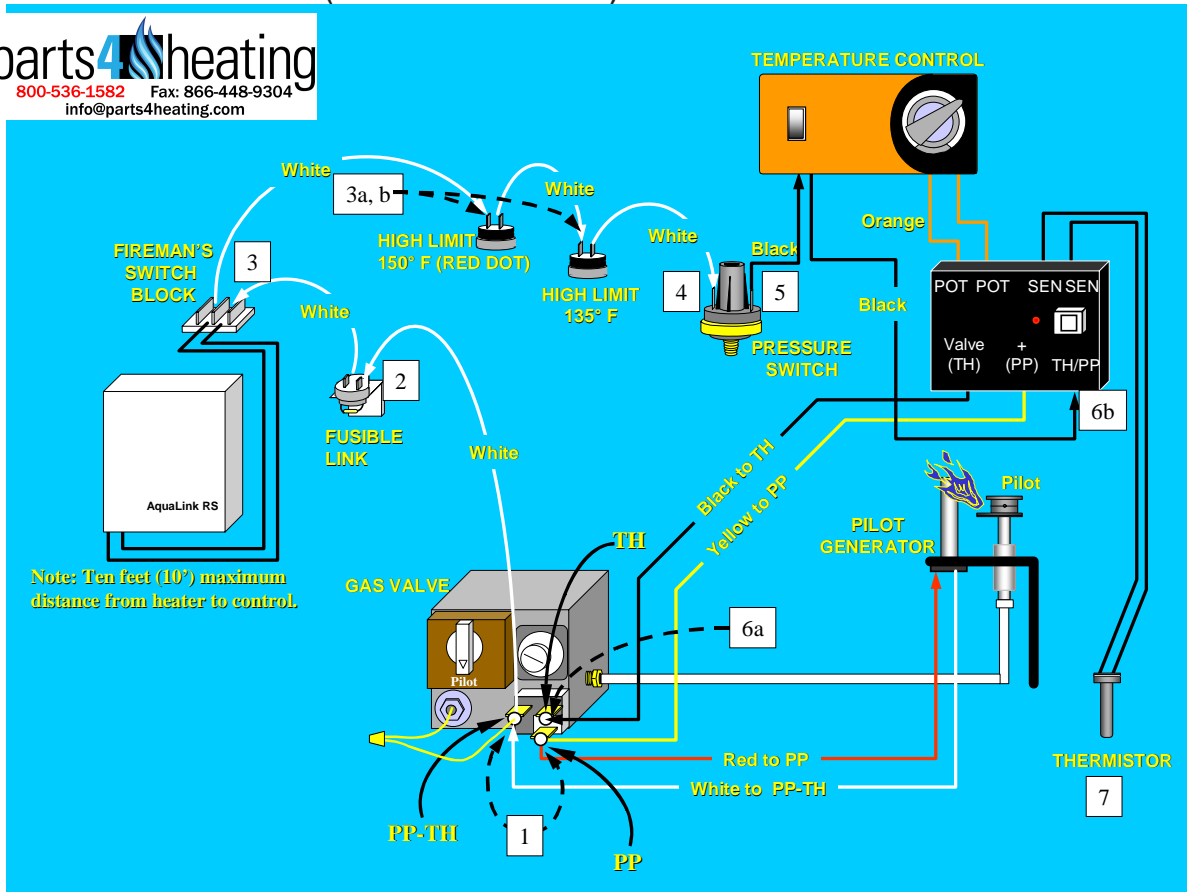 parts4heating
800-536-1582 Fax: 866-448-9304
info@parts4heating.com
TEMPERATURE CONTROL
White
3a, b
White
Orange
FIREMAN'S
SWITCH
BLOCK
3
HIGH LIMIT
150° F (RED DOT)
White
Black
HIGH LIMIT
135° F
4
5
White
Black
POT POT SEN SEN
Valve
(TH)
+
(PP)
TH/PP
PRESSURE
SWITCH
2
6b
FUSIBLE
LINK
White
Black to TH
Yellow to PP
Pilot
AquaLink RS
PILOT
GENERATOR
TH
Note: Ten feet (10') maximum
distance from heater to control.
GAS VALVE
6a
Pilot
Red to PP
THERMISTOR
White to PP-TH
7
PP-TH
1
PP